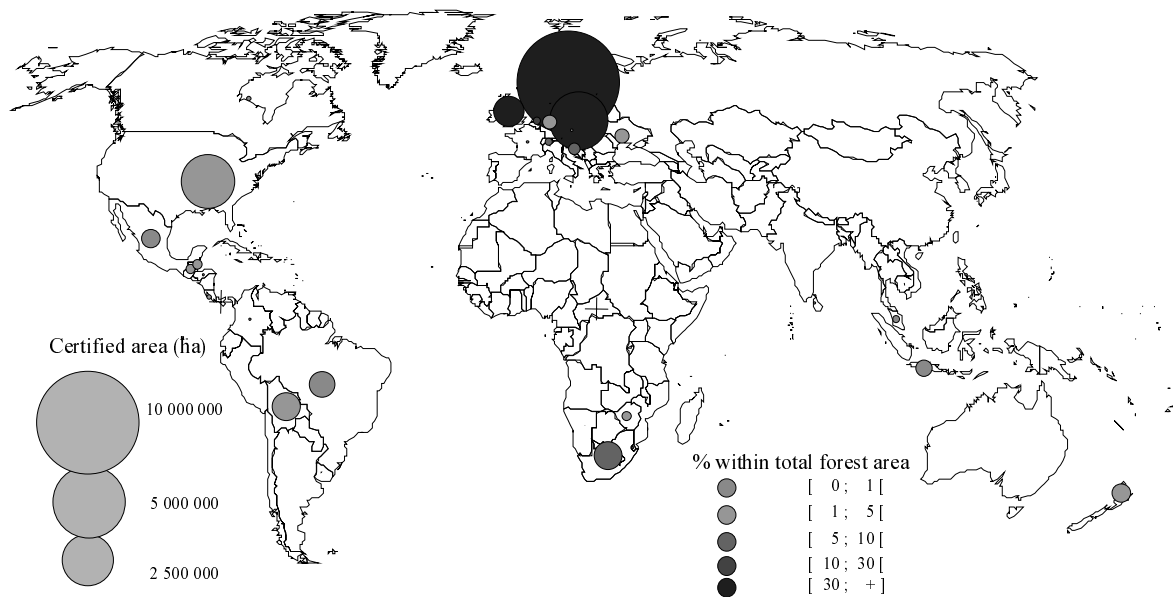 Certified area (ha)
10 000 000
5 000 000
2 500 000
% within total forest area
[ 0 ; 1 [
[ 1 ; 5 [
[ 5 ; 10 [
[ 10 ; 30 [
[ 30 ; + ]